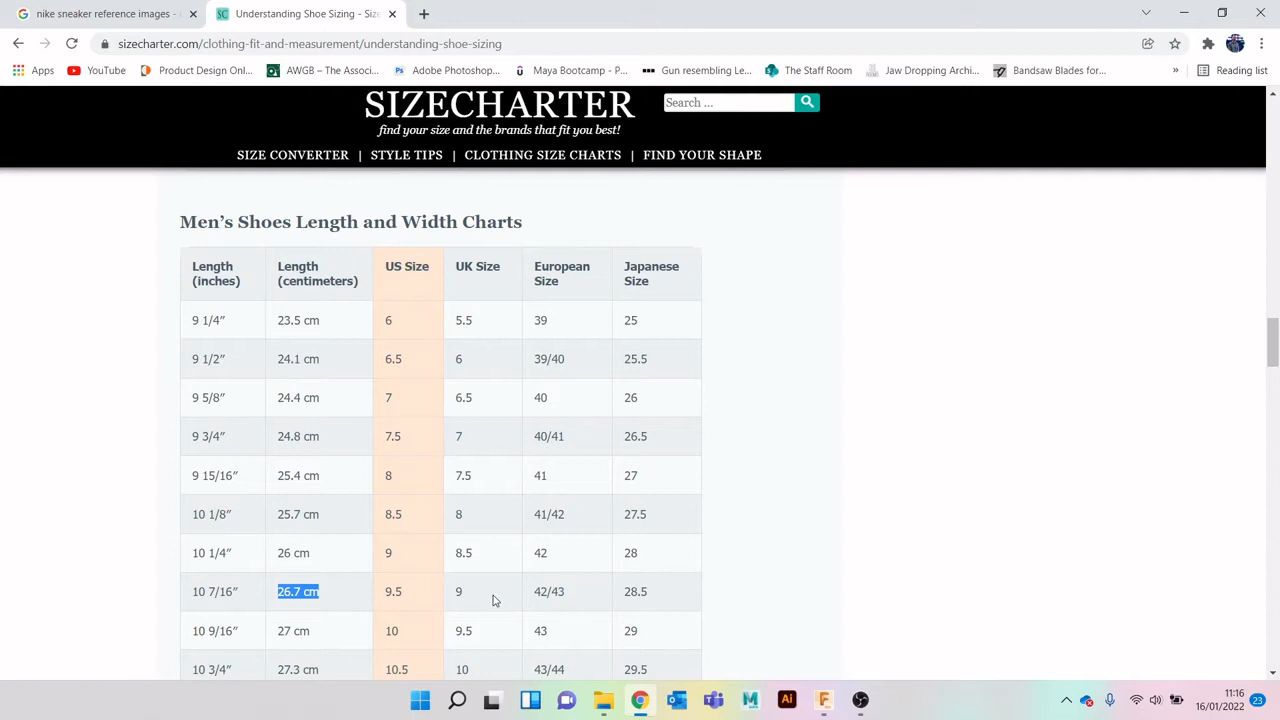 nike sneaker reference images -
Understanding Shoe Sizing - Size
sizecharter.com/clothing-fit-and-measurement/understanding-shoe-sizing
Apps
YouTube
Product Design Onl...
AWGB – The Associ...
Adobe Photoshop,...
Maya Bootcamp - P...
Gun resembling Le...
The Staff Room
Jaw Dropping Archi...
Bandsaw Blades for...
Reading list
SIZECHARTER
find your size and the brands that fit you best!
Search ...
SIZE CONVERTER | STYLE TIPS | CLOTHING SIZE CHARTS | FIND YOUR SHAPE
Men’s Shoes Length and Width Charts
Length (inches) Length (centimeters) US Size UK Size European Size Japanese Size
9 1/4″ 23.5 cm 6 5.5 39 25
9 1/2″ 24.1 cm 6.5 6 39/40 25.5
9 5/8″ 24.4 cm 7 6.5 40 26
9 3/4″ 24.8 cm 7.5 7 40/41 26.5
9 15/16″ 25.4 cm 8 7.5 41 27
10 1/8″ 25.7 cm 8.5 8 41/42 27.5
10 1/4″ 26 cm 9 8.5 42 28
10 7/16″ 26.7 cm 9.5 9 42/43 28.5
10 9/16″ 27 cm 10 9.5 43 29
10 3/4″ 27.3 cm 10.5 10 43/44 29.5
11:16
16/01/2022
23